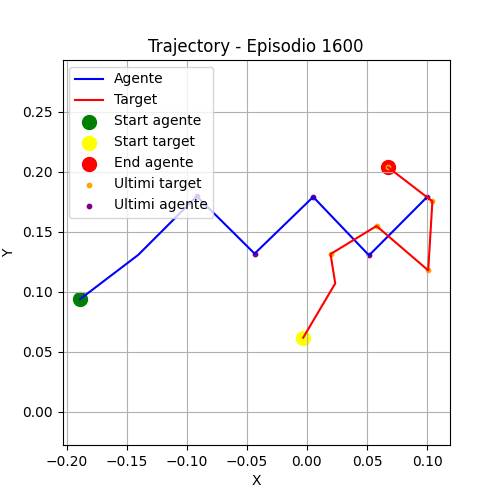 Trajectory - Episodio 1600
Agente
Target
Start agente
Start target
End agente
Ultimi target
Ultimi agente
0.25
0.20
0.15
0.10
0.05
0.00
Y
−0.20 −0.15 −0.10 −0.05 0.00 0.05 0.10
X